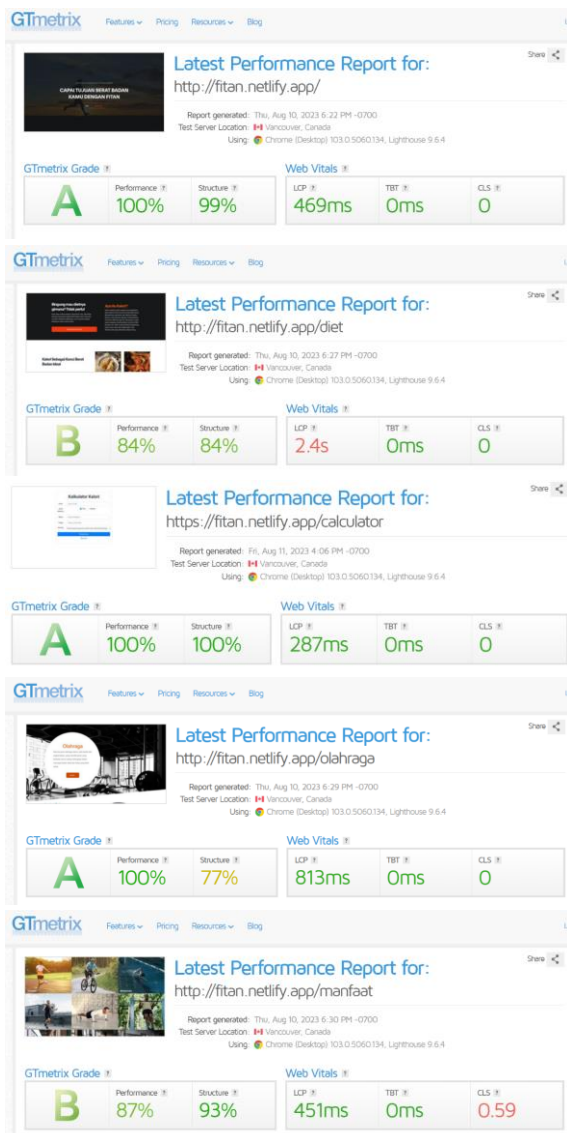 GTmetrix Features Pricing Resources Blog
Share
CAPAI TUJUAN BERAT BADAN
KAMU DENGAN FITAN
Latest Performance Report for:
http://fitan.netlify.app/
Report generated: Thu, Aug 10, 2023 6:22 PM -0700
Test Server Location: Vancouver, Canada
Using: Chrome (Desktop) 103.0.5060.134, Lighthouse 9.6.4
GTmetrix Grade ? Web Vitals ?
A Performance ? Structure ? LCP ? TBT ? CLS ?
100% 99% 469ms 0ms 0
GTmetrix Features Pricing Resources Blog
Share
Latest Performance Report for:
http://fitan.netlify.app/diet
Report generated: Thu, Aug 10, 2023 6:27 PM -0700
Test Server Location: Vancouver, Canada
Using: Chrome (Desktop) 103.0.5060.134, Lighthouse 9.6.4
GTmetrix Grade ? Web Vitals ?
B Performance ? Structure ? LCP ? TBT ? CLS ?
84% 84% 2.4s 0ms 0
Share
Kalkulator Kalori
Latest Performance Report for:
https://fitan.netlify.app/calculator
Report generated: Fri, Aug 11, 2023 4:06 PM -0700
Test Server Location: Vancouver, Canada
Using: Chrome (Desktop) 103.0.5060.134, Lighthouse 9.6.4
GTmetrix Grade ? Web Vitals ?
A Performance ? Structure ? LCP ? TBT ? CLS ?
100% 100% 287ms 0ms 0
GTmetrix Features Pricing Resources Blog
Share
Olahraga
Latest Performance Report for:
http://fitan.netlify.app/olahraga
Report generated: Thu, Aug 10, 2023 6:29 PM -0700
Test Server Location: Vancouver, Canada
Using: Chrome (Desktop) 103.0.5060.134, Lighthouse 9.6.4
GTmetrix Grade ? Web Vitals ?
A Performance ? Structure ? LCP ? TBT ? CLS ?
100% 77% 813ms 0ms 0
GTmetrix Features Pricing Resources Blog
Share
Latest Performance Report for:
http://fitan.netlify.app/manfaat
Report generated: Thu, Aug 10, 2023 6:30 PM -0700
Test Server Location: Vancouver, Canada
Using: Chrome (Desktop) 103.0.5060.134, Lighthouse 9.6.4
GTmetrix Grade ? Web Vitals ?
B Performance ? Structure ? LCP ? TBT ? CLS ?
87% 93% 451ms 0ms 0.59